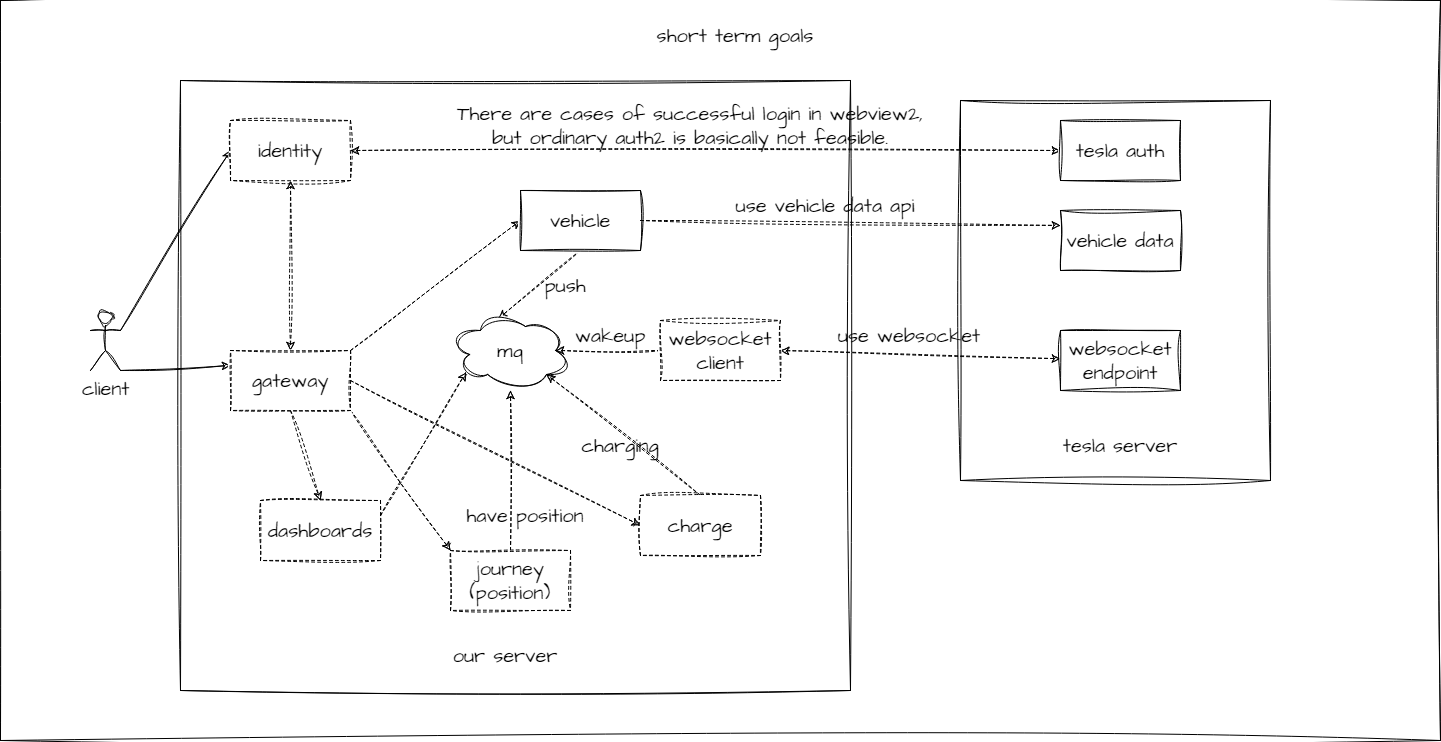 short term goals
There are cases of successful login in webview2,
but ordinary auth2 is basically not feasible.
identity
tesla auth
use vehicle data api
vehicle
vehicle data
push
wakeup
use websocket
mq
websocket
client
websocket
endpoint
gateway
client
charging
tesla server
have position
charge
dashboards
journey
(position)
our server